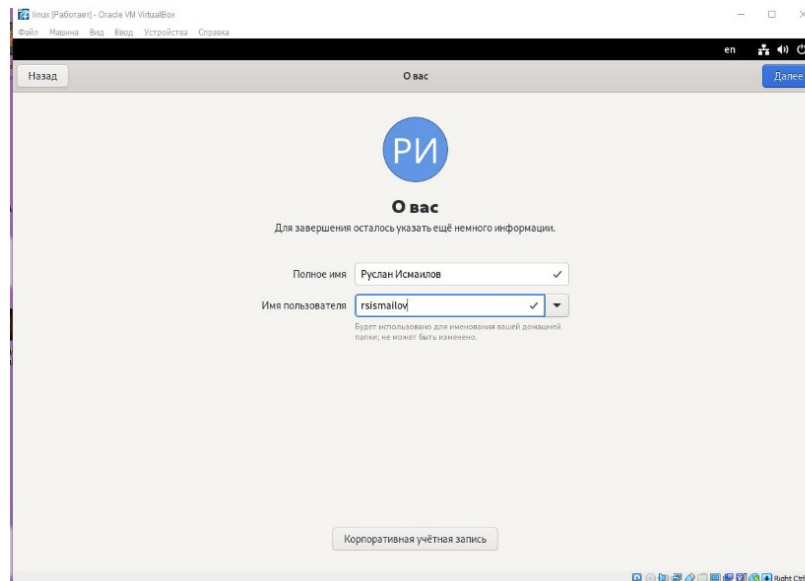 linux [Работает] - Oracle VM VirtualBox
Файл Машина Вид Ввод Устройства Справка
en
Назад
О вас
Далее
РИ
О вас
Для завершения осталось указать ещё немного информации.
Полное имя Руслан Исмаилов
Имя пользователя rsismailov
Будет использовано для именования вашей домашней
папки; не может быть изменено.
Корпоративная учётная запись
Right Ctrl